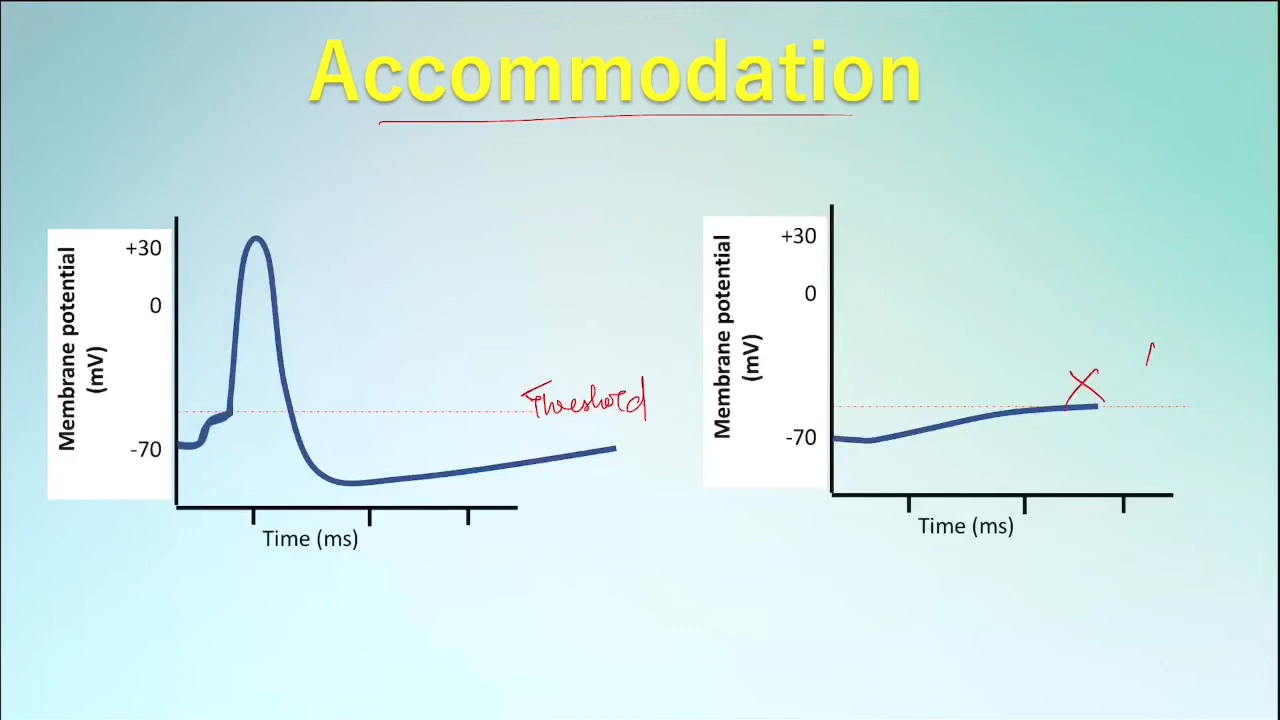 Accommodation
Membrane potential
(mV)
+30
0
-70
Threshold
Time (ms)
Membrane potential
(mV)
+30
0
-70
X
Time (ms)